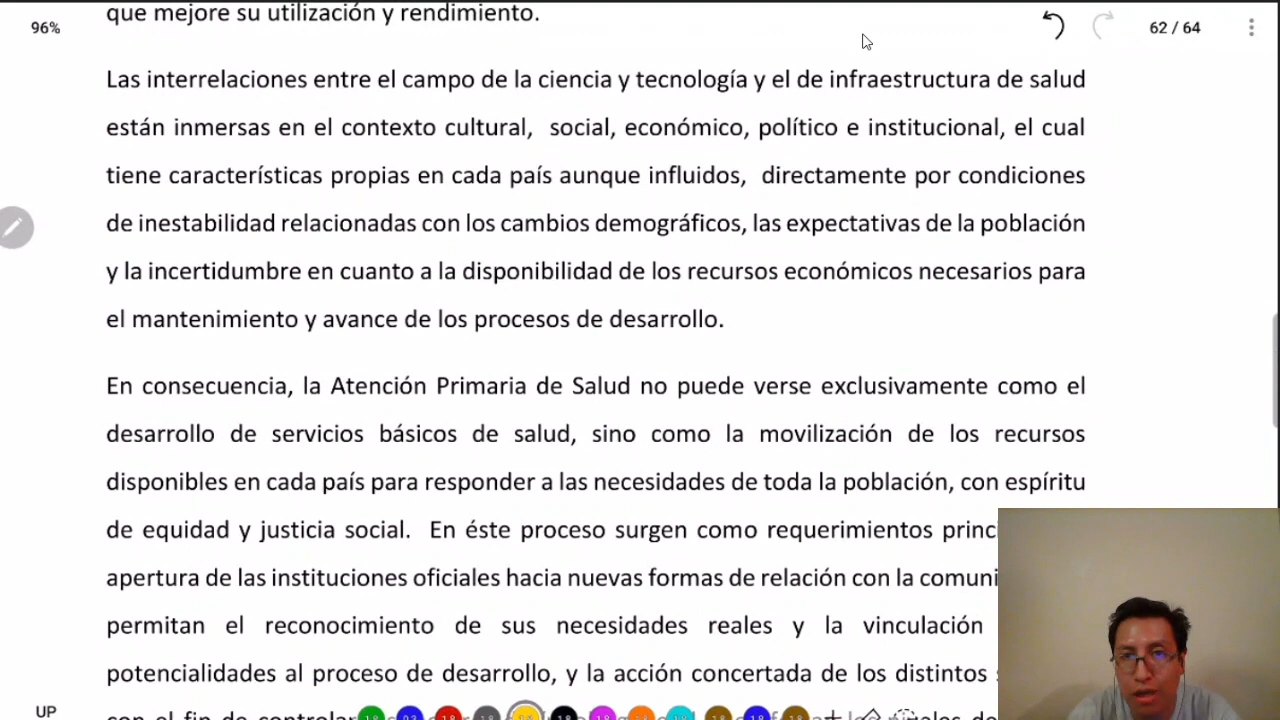 que mejore su utilización y rendimiento.
96%
62 / 64
Las interrelaciones entre el campo de la ciencia y tecnología y el de infraestructura de salud
están inmersas en el contexto cultural, social, económico, político e institucional, el cual
tiene características propias en cada país aunque influidos, directamente por condiciones
de inestabilidad relacionadas con los cambios demográficos, las expectativas de la población
y la incertidumbre en cuanto a la disponibilidad de los recursos económicos necesarios para
el mantenimiento y avance de los procesos de desarrollo.
En consecuencia, la Atención Primaria de Salud no puede verse exclusivamente como el
desarrollo de servicios básicos de salud, sino como la movilización de los recursos
disponibles en cada país para responder a las necesidades de toda la población, con espíritu
de equidad y justicia social. En éste proceso surgen como requerimientos
apertura de las instituciones oficiales hacia nuevas formas de relación con la
permitan el reconocimiento de sus necesidades reales y la vinculación
potencialidades al proceso de desarrollo, y la acción concertada de los distintos
con el fin de controlar
UP